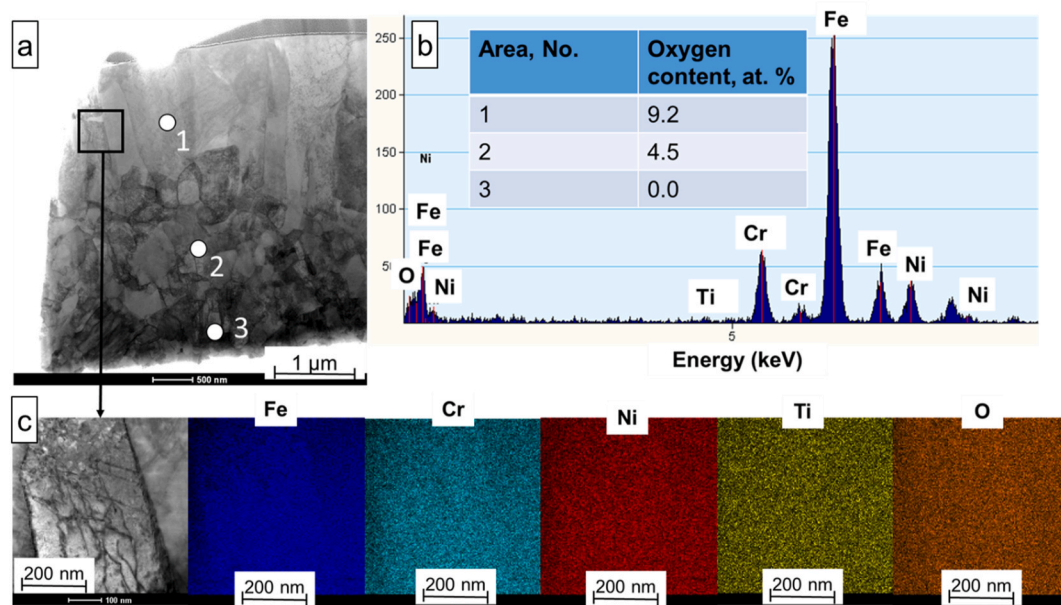 a
1
2
3
1 µm
500 nm
b
250
200
150
100
50
Area, No.
Oxygen content, at. %
1
9.2
2
4.5
3
0.0
Fe
Ni
Fe
Fe
O
Ni
Ti
Cr
Cr
Fe
Ni
Ni
5
Energy (keV)
c
Fe
Cr
Ni
Ti
O
200 nm
100 nm
200 nm
200 nm
200 nm
200 nm
200 nm